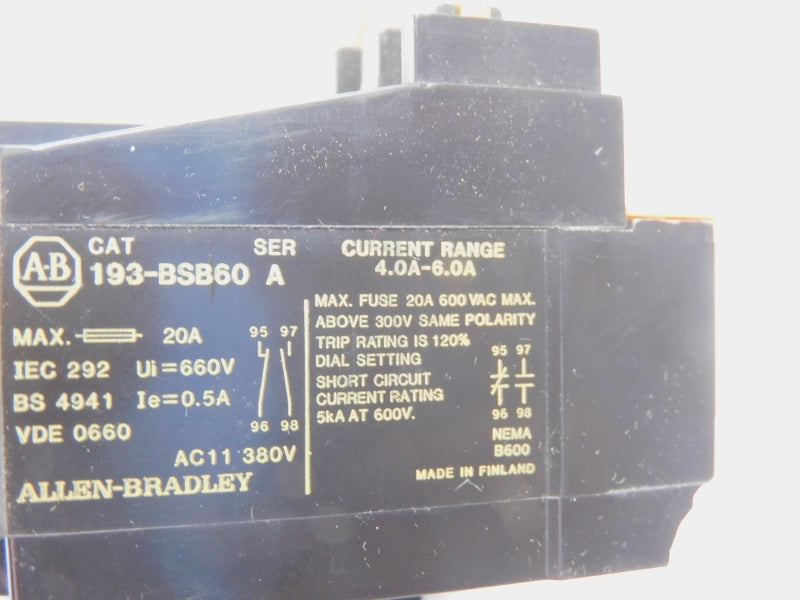 A-B
CAT
193-BSB60
SER
A
MAX. 20A
IEC 292 Ui=660V
BS 4941 Ie=0.5A
VDE 0660
95 97
96 98
AC11 380V
ALLEN-BRADLEY
CURRENT RANGE
4.0A-6.0A
MAX. FUSE 20A 600 VAC MAX.
ABOVE 300V SAME POLARITY
TRIP RATING IS 120%
DIAL SETTING
SHORT CIRCUIT
CURRENT RATING
5kA AT 600V.
95 97
96 98
NEMA
B600
MADE IN FINLAND